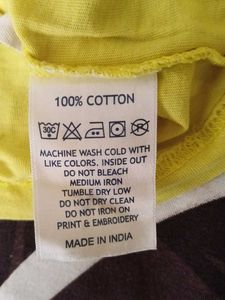 100% COTTON
30C
MACHINE WASH COLD WITH
LIKE COLORS. INSIDE OUT
DO NOT BLEACH
MEDIUM IRON
TUMBLE DRY LOW
DO NOT DRY CLEAN
DO NOT IRON ON
PRINT & EMBROIDERY
MADE IN INDIA